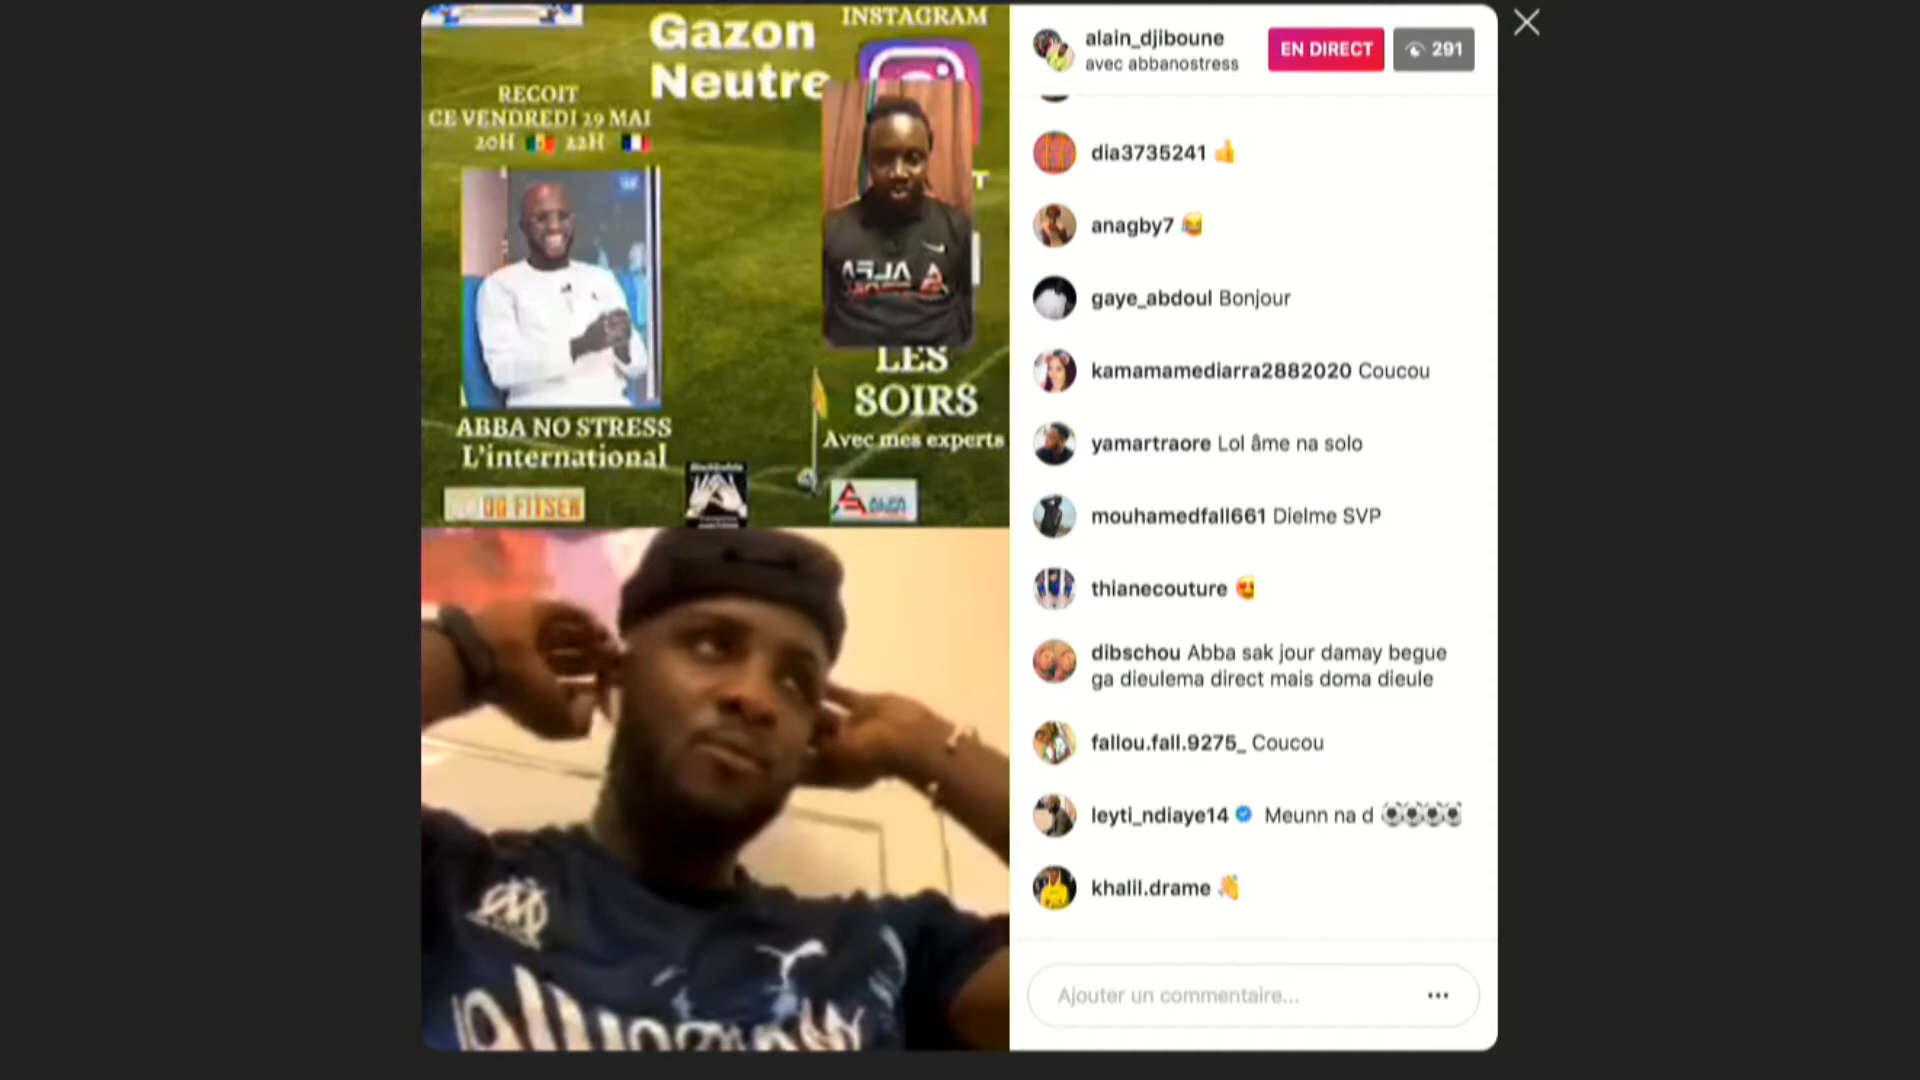 Gazon
Neutre
INSTAGRAM
RECOIT
CE VENDREDI 29 MAI
20H 22H
ABBA NO STRESS
L'international
LES
SOIRS
Avec mes experts
alain_djiboune
avec abbanostress
EN DIRECT
291
dia3735241 👍
anagby7 😂
gaye_abdoul Bonjour
kamamamediarra2882020 Coucou
yamartraore Lol âme na solo
mouhamedfall661 Dielme SVP
thianecouture 😍
dibschou Abba sak jour damay begue
ga dieulema direct mais doma dieule
fallou.fall.9275_ Coucou
leyti_ndiaye14 Meunn na d ⚽⚽⚽⚽
khalil.drame 👏
Ajouter un commentaire...